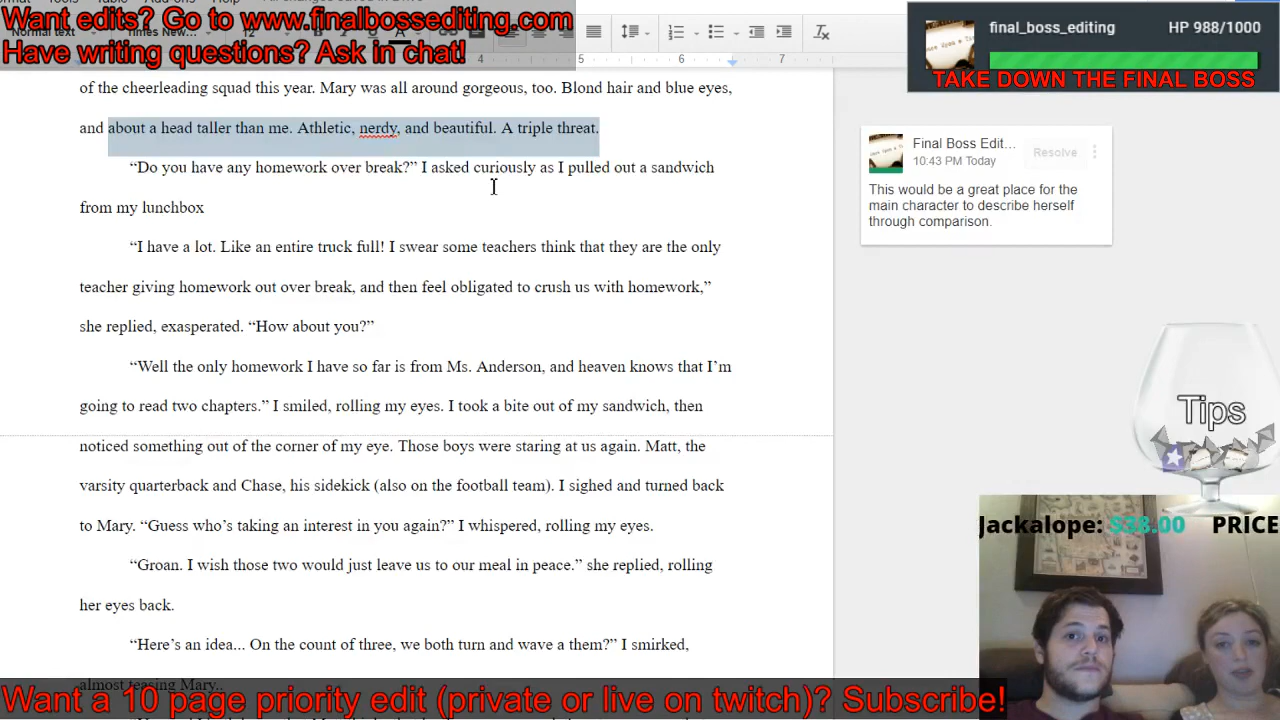 Want edits? Go to www.finalbossediting.com
Have writing questions? Ask in chat!
4 5 6 7
final_boss_editing HP 988/1000
TAKE DOWN THE FINAL BOSS
of the cheerleading squad this year. Mary was all around gorgeous, too. Blond hair and blue eyes,
and about a head taller than me. Athletic, nerdy, and beautiful. A triple threat.
“Do you have any homework over break?” I asked curiously as I pulled out a sandwich
from my lunchbox
“I have a lot. Like an entire truck full! I swear some teachers think that they are the only
teacher giving homework out over break, and then feel obligated to crush us with homework,”
she replied, exasperated. “How about you?”
“Well the only homework I have so far is from Ms. Anderson, and heaven knows that I’m
going to read two chapters.” I smiled, rolling my eyes. I took a bite out of my sandwich, then
noticed something out of the corner of my eye. Those boys were staring at us again. Matt, the
varsity quarterback and Chase, his sidekick (also on the football team). I sighed and turned back
to Mary. “Guess who’s taking an interest in you again?” I whispered, rolling my eyes.
“Groan. I wish those two would just leave us to our meal in peace.” she replied, rolling
her eyes back.
“Here’s an idea... On the count of three, we both turn and wave a them?” I smirked,
almost teasing Mary..
Final Boss Edit...
10:43 PM Today
Resolve
This would be a great place for the
main character to describe herself
through comparison.
Tips
Jackalope: $38.00 PRICE
Want a 10 page priority edit (private or live on twitch)? Subscribe!